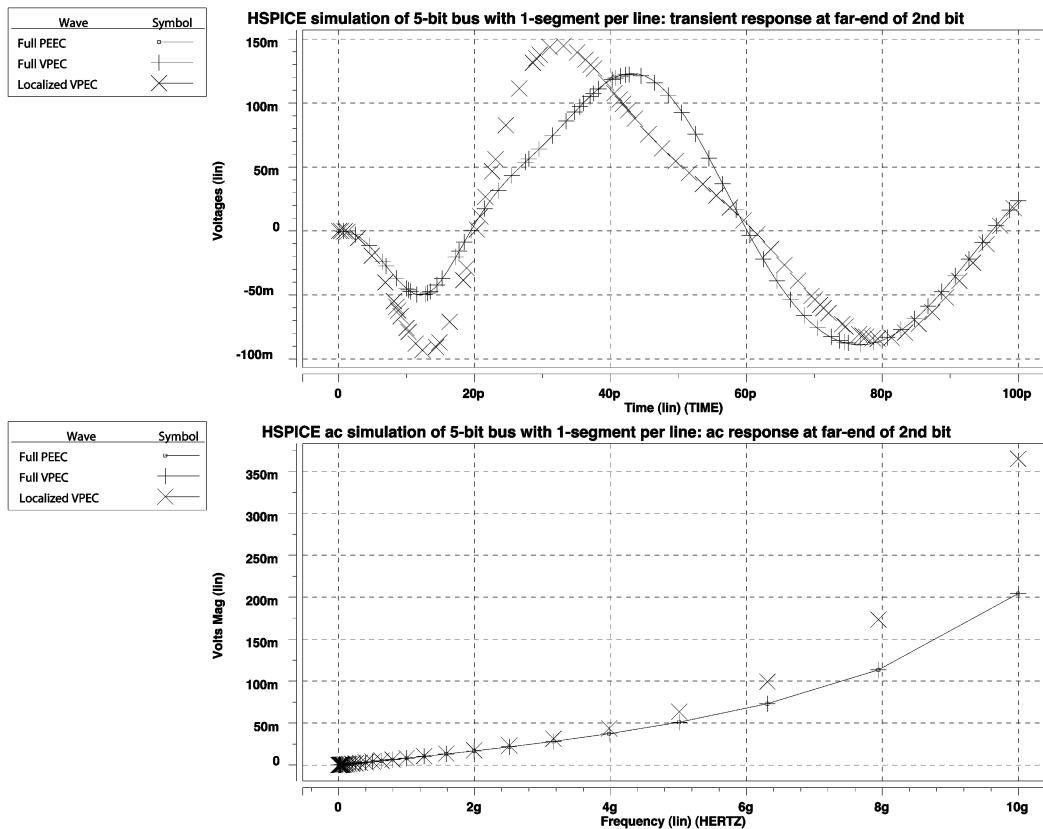 Wave Symbol
Full PEEC
Full VPEC
Localized VPEC
HSPICE simulation of 5-bit bus with 1-segment per line: transient response at far-end of 2nd bit
Voltages (lin)
150m
100m
50m
0
-50m
-100m
0 20p 40p 60p 80p 100p
Time (lin) (TIME)
Wave Symbol
Full PEEC
Full VPEC
Localized VPEC
HSPICE ac simulation of 5-bit bus with 1-segment per line: ac response at far-end of 2nd bit
Volts Mag (lin)
350m
300m
250m
200m
150m
100m
50m
0
0 2g 4g 6g 8g 10g
Frequency (lin) (HERTZ)